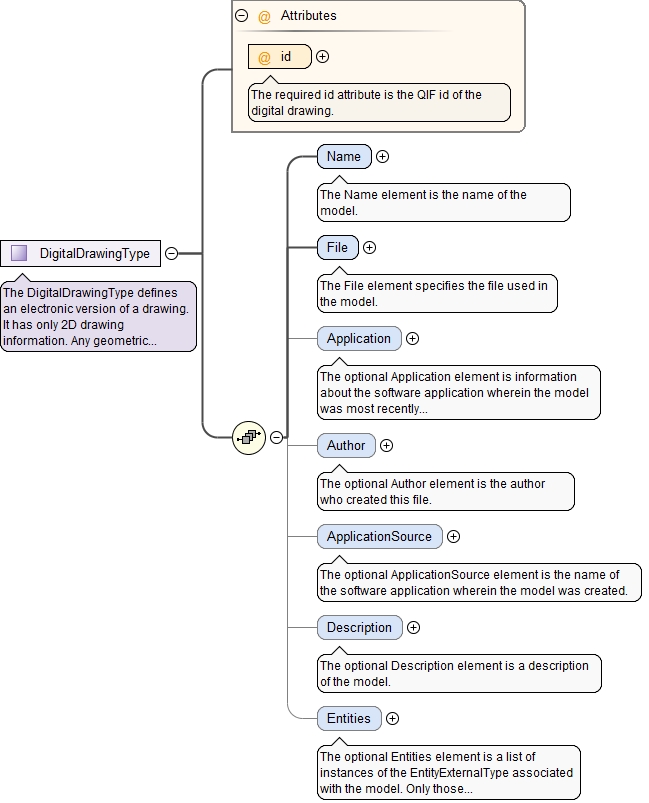 @ Attributes
@ id
The required id attribute is the QIF id of the
digital drawing.
Name
The Name element is the name of the
model.
DigitalDrawingType
The DigitalDrawingType defines
an electronic version of a drawing.
It has only 2D drawing
information. Any geometric...
File
The File element specifies the file used in
the model.
Application
The optional Application element is information
about the software application wherein the model
was most recently...
Author
The optional Author element is the author
who created this file.
ApplicationSource
The optional ApplicationSource element is the name of
the software application wherein the model was created.
Description
The optional Description element is a description
of the model.
Entities
The optional Entities element is a list of
instances of the EntityExternalType associated
with the model. Only those...